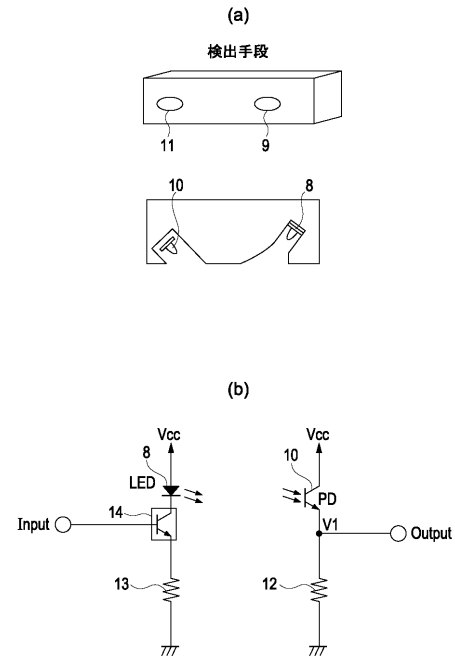 (a)
検出手段
11 9
10 8
(b)
Vcc Vcc
8 10
LED
14 PD
Input V1 Output
13 12